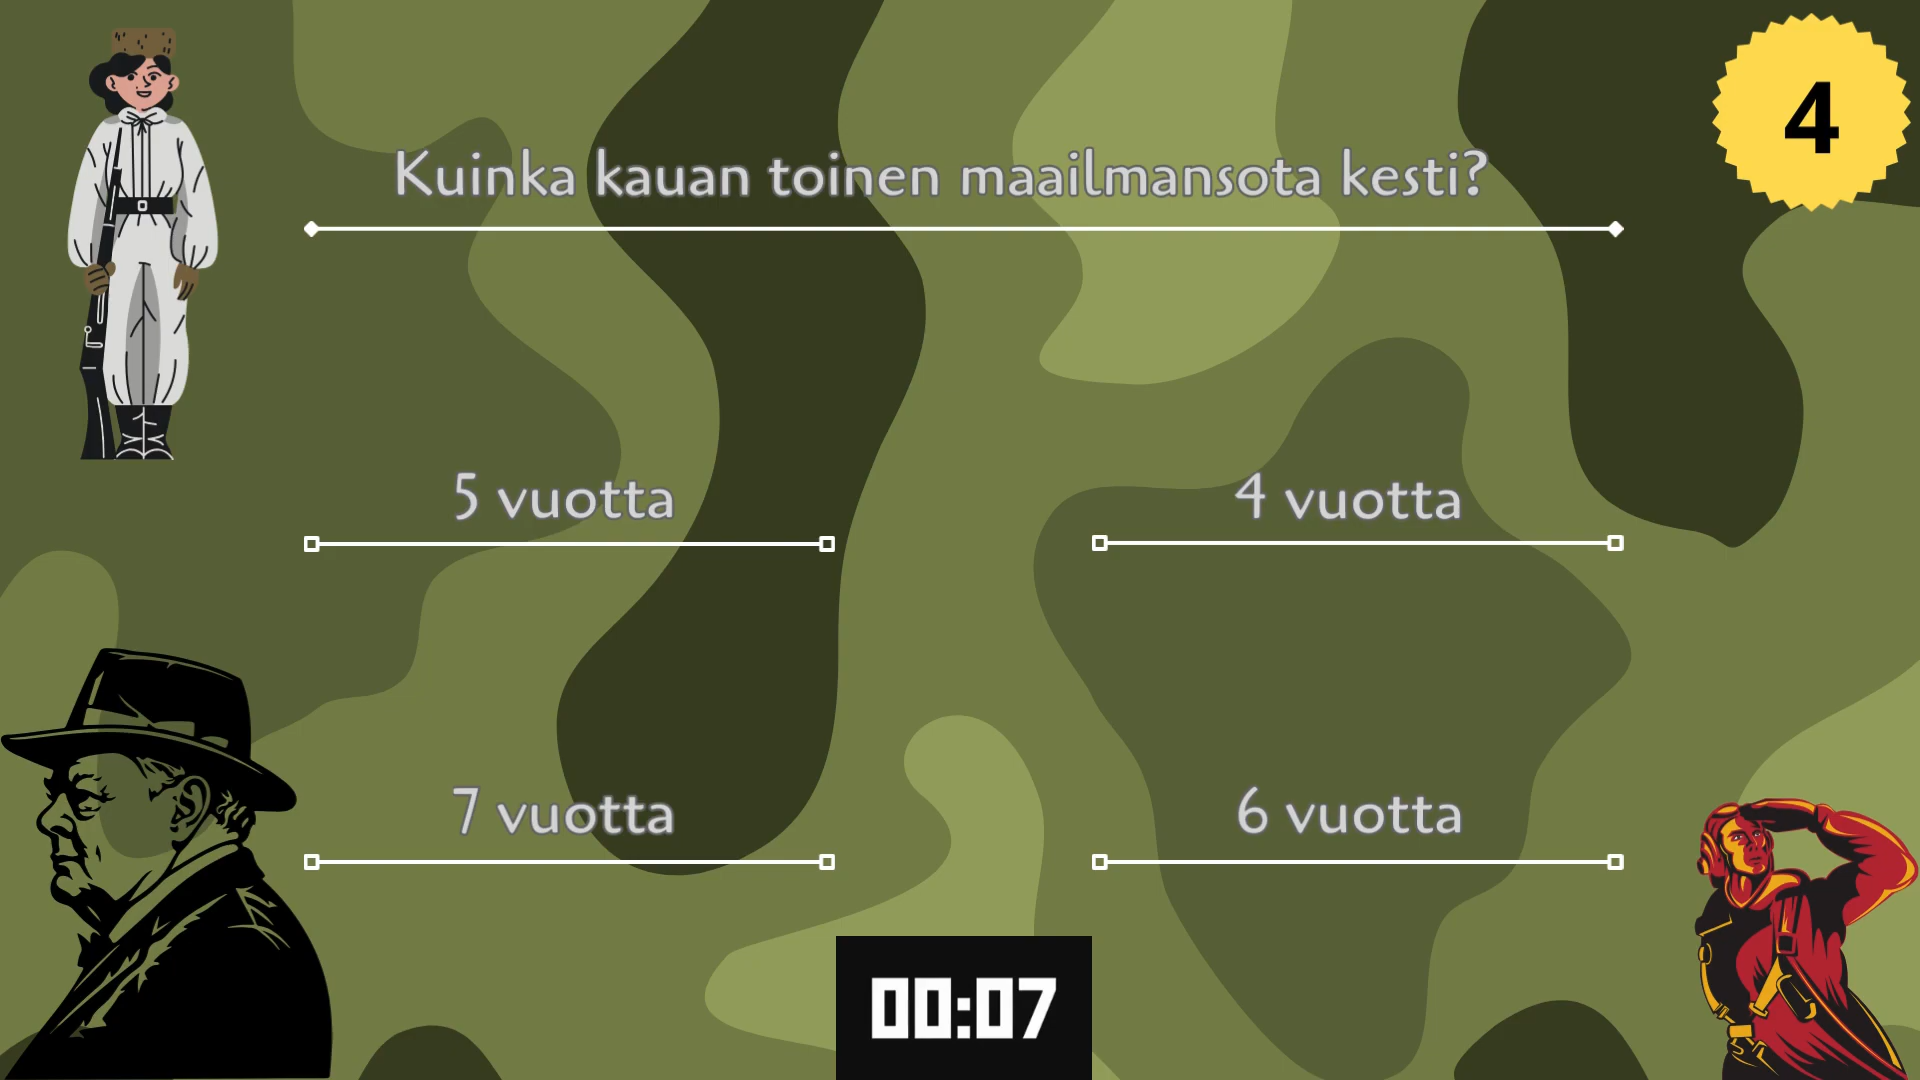 4
Kuinka kauan toinen maailmansota kesti?
5 vuotta
4 vuotta
7 vuotta
6 vuotta
00:07